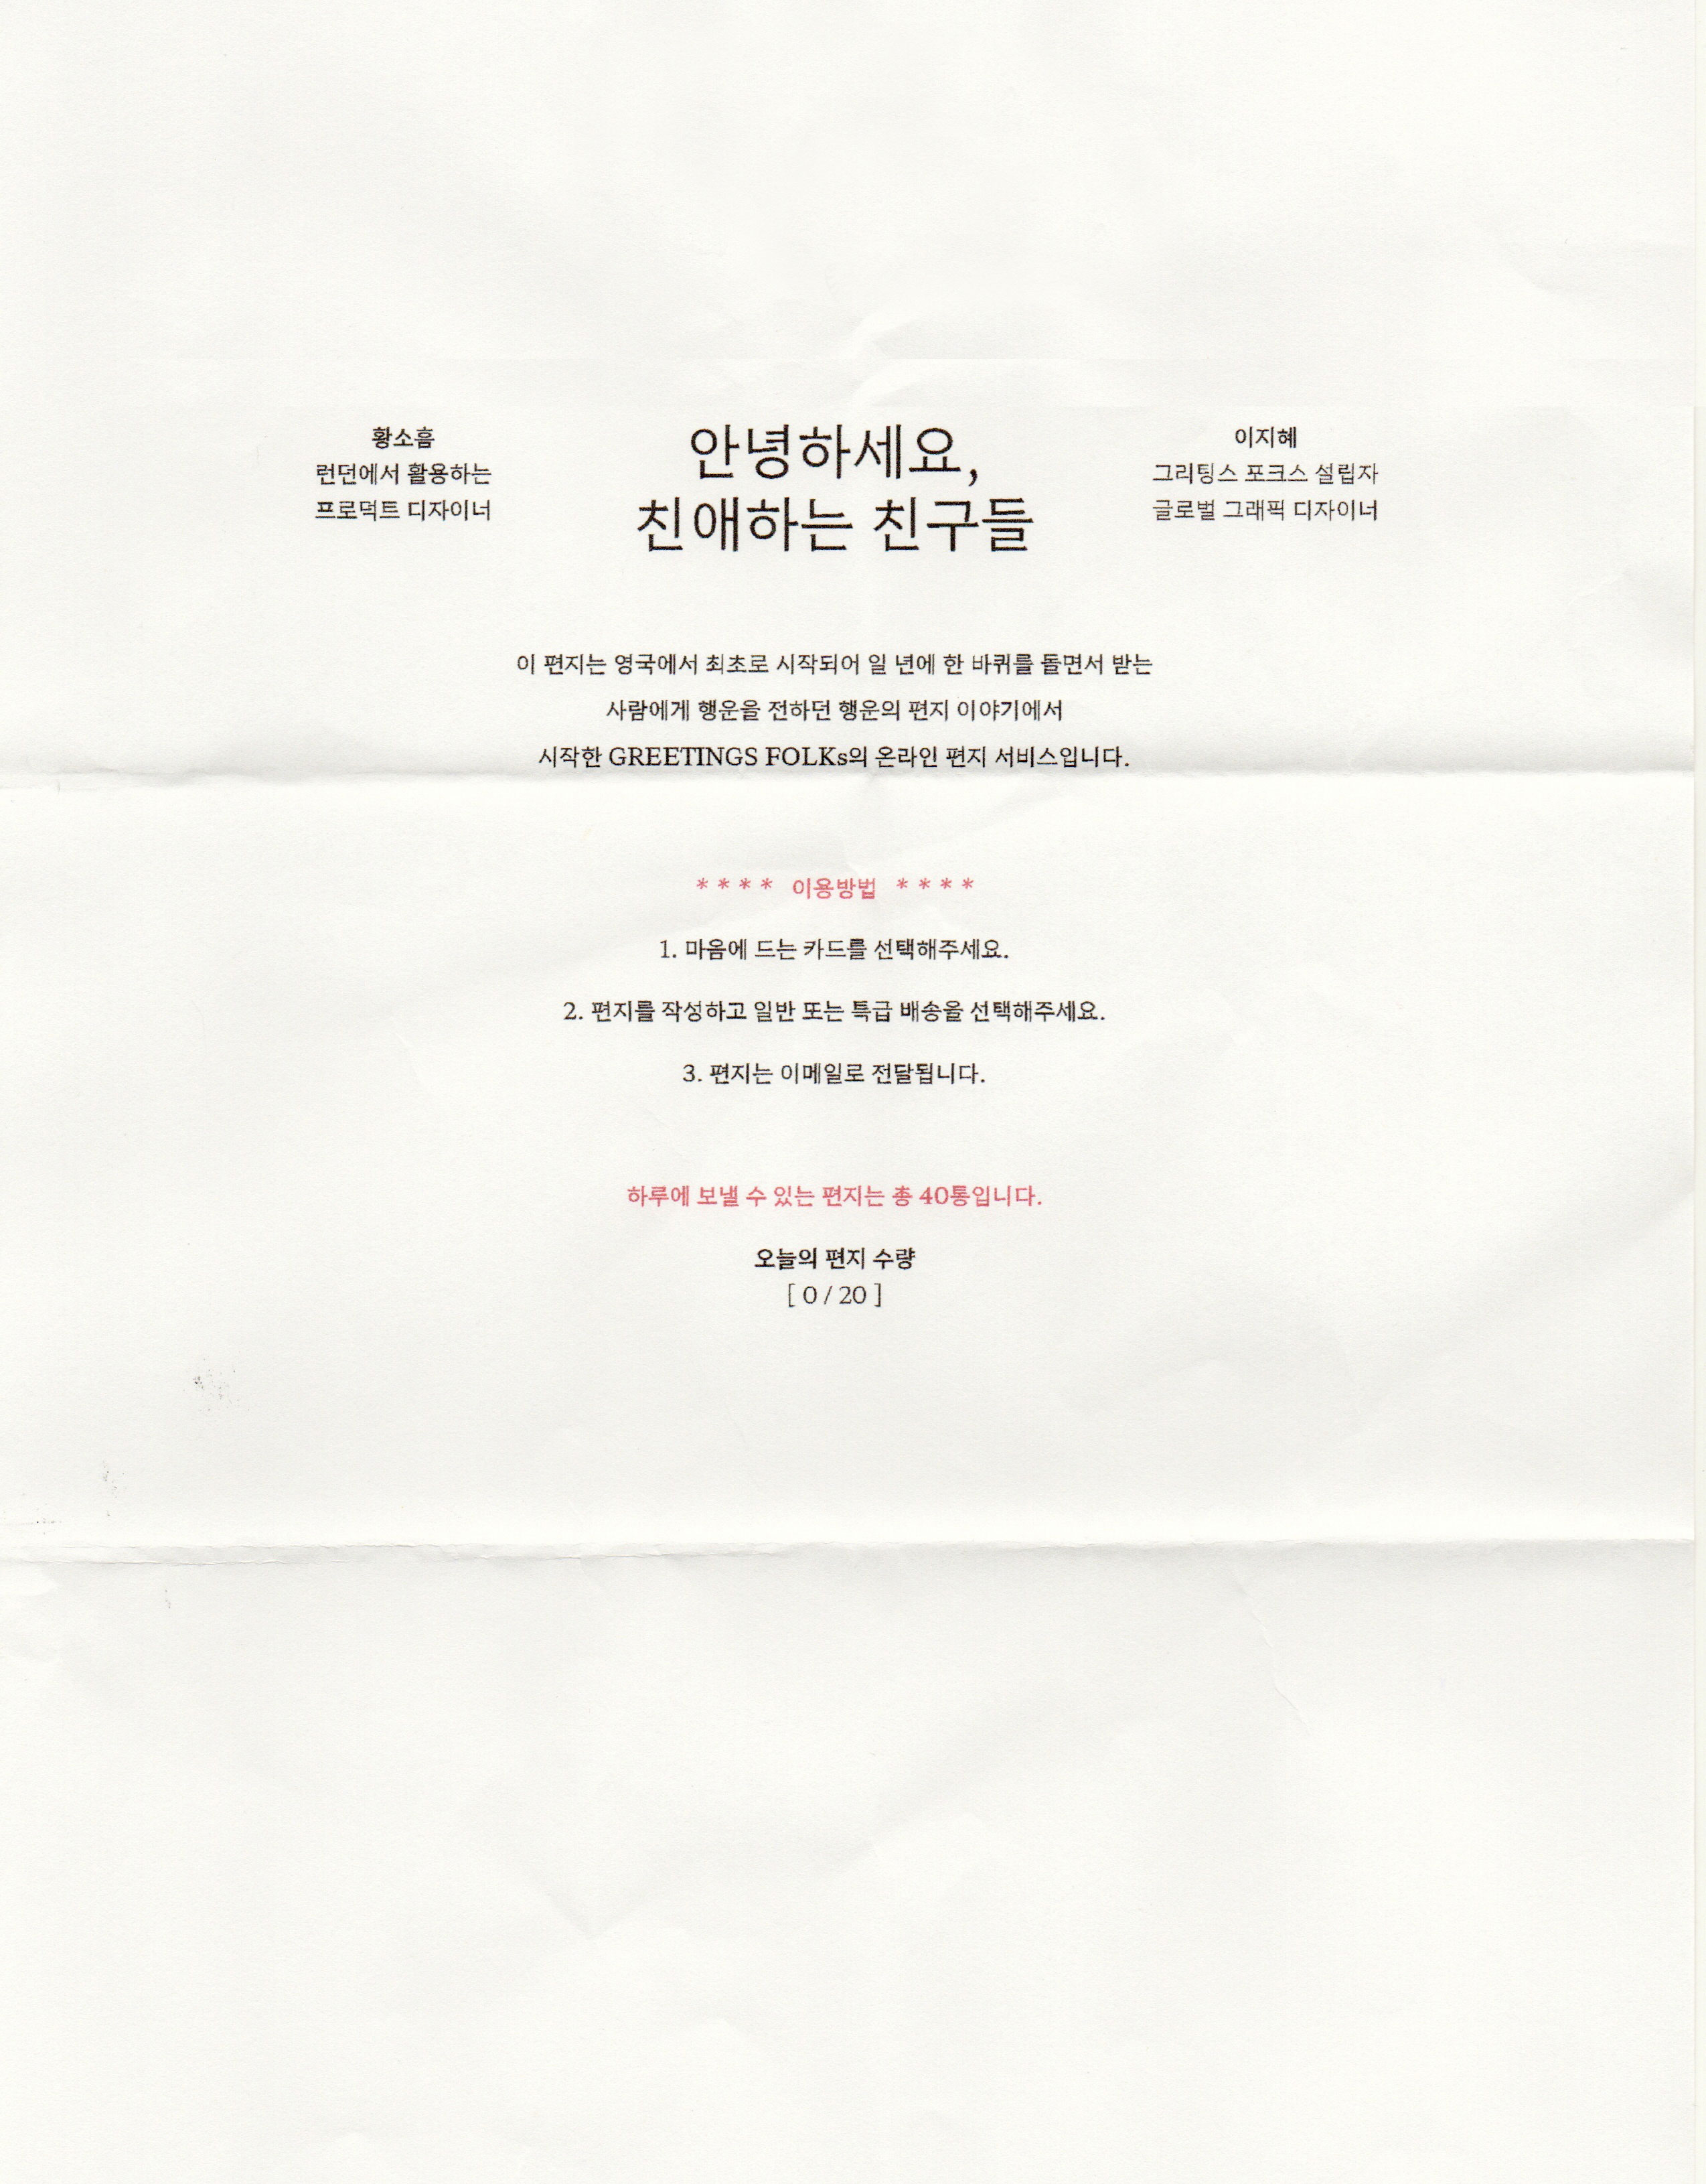 황소흠
런던에서 활용하는
프로덕트 디자이너
안녕하세요,
친애하는 친구들
이지혜
그리팅스 포크스 설립자
글로벌 그래픽 디자이너
이 편지는 영국에서 최초로 시작되어 일 년에 한 바퀴를 돌면서 받는
사람에게 행운을 전하던 행운의 편지 이야기에서
시작한 GREETINGS FOLKs의 온라인 편지 서비스입니다.
**** 이용방법 ****
1. 마음에 드는 카드를 선택해주세요.
2. 편지를 작성하고 일반 또는 특급 배송을 선택해주세요.
3. 편지는 이메일로 전달됩니다.
하루에 보낼 수 있는 편지는 총 40통입니다.
오늘의 편지 수량
[ 0 / 20 ]